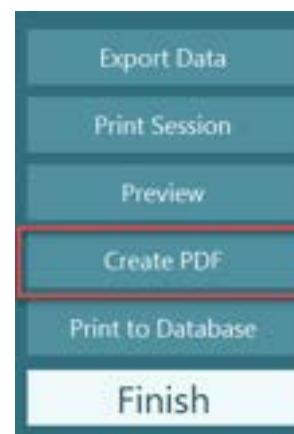 Export Data
Print Session
Preview
Create PDF
Print to Database
Finish